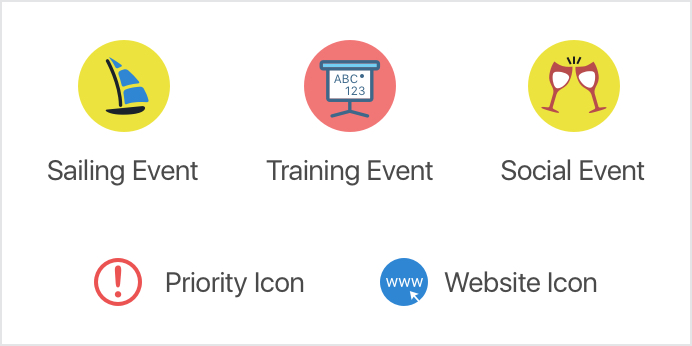 ABC
123
Sailing Event
Training Event
Social Event
Priority Icon
www
Website Icon